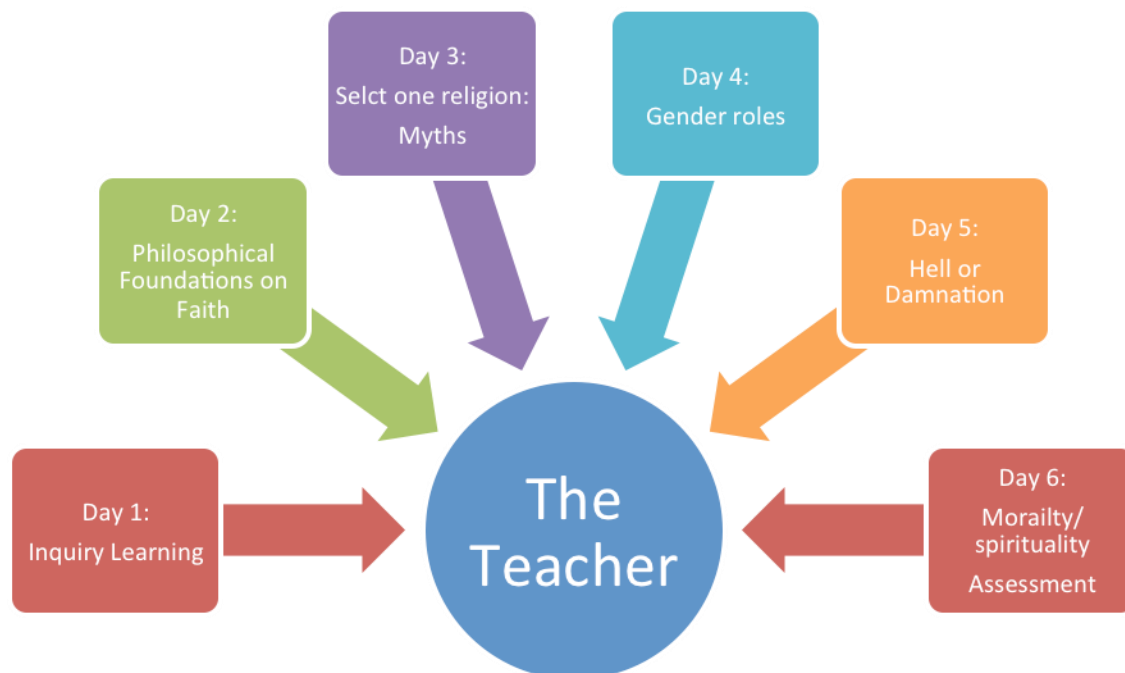 Day 1:
Inquiry Learning
Day 2:
Philosophical
Foundations on
Faith
Day 3:
Selct one religion:
Myths
Day 4:
Gender roles
Day 5:
Hell or
Damnation
Day 6:
Morailty/
spirituality
Assessment
The
Teacher